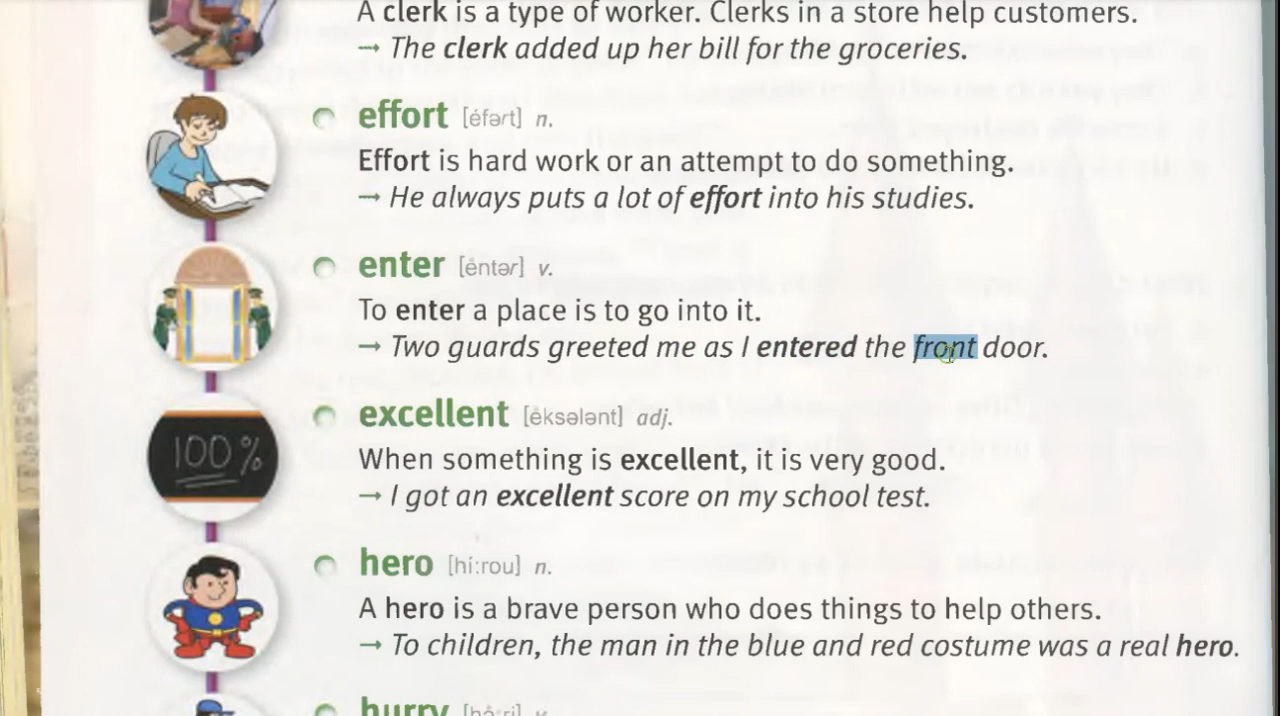 A clerk is a type of worker. Clerks in a store help customers.
→ The clerk added up her bill for the groceries.
effort [éfərt] n.
Effort is hard work or an attempt to do something.
→ He always puts a lot of effort into his studies.
enter [éntər] v.
To enter a place is to go into it.
→ Two guards greeted me as I entered the front door.
excellent [éksələnt] adj.
When something is excellent, it is very good.
100%
→ I got an excellent score on my school test.
hero [hí:rou] n.
A hero is a brave person who does things to help others.
→ To children, the man in the blue and red costume was a real hero.
hurry [hə́:ri] v.